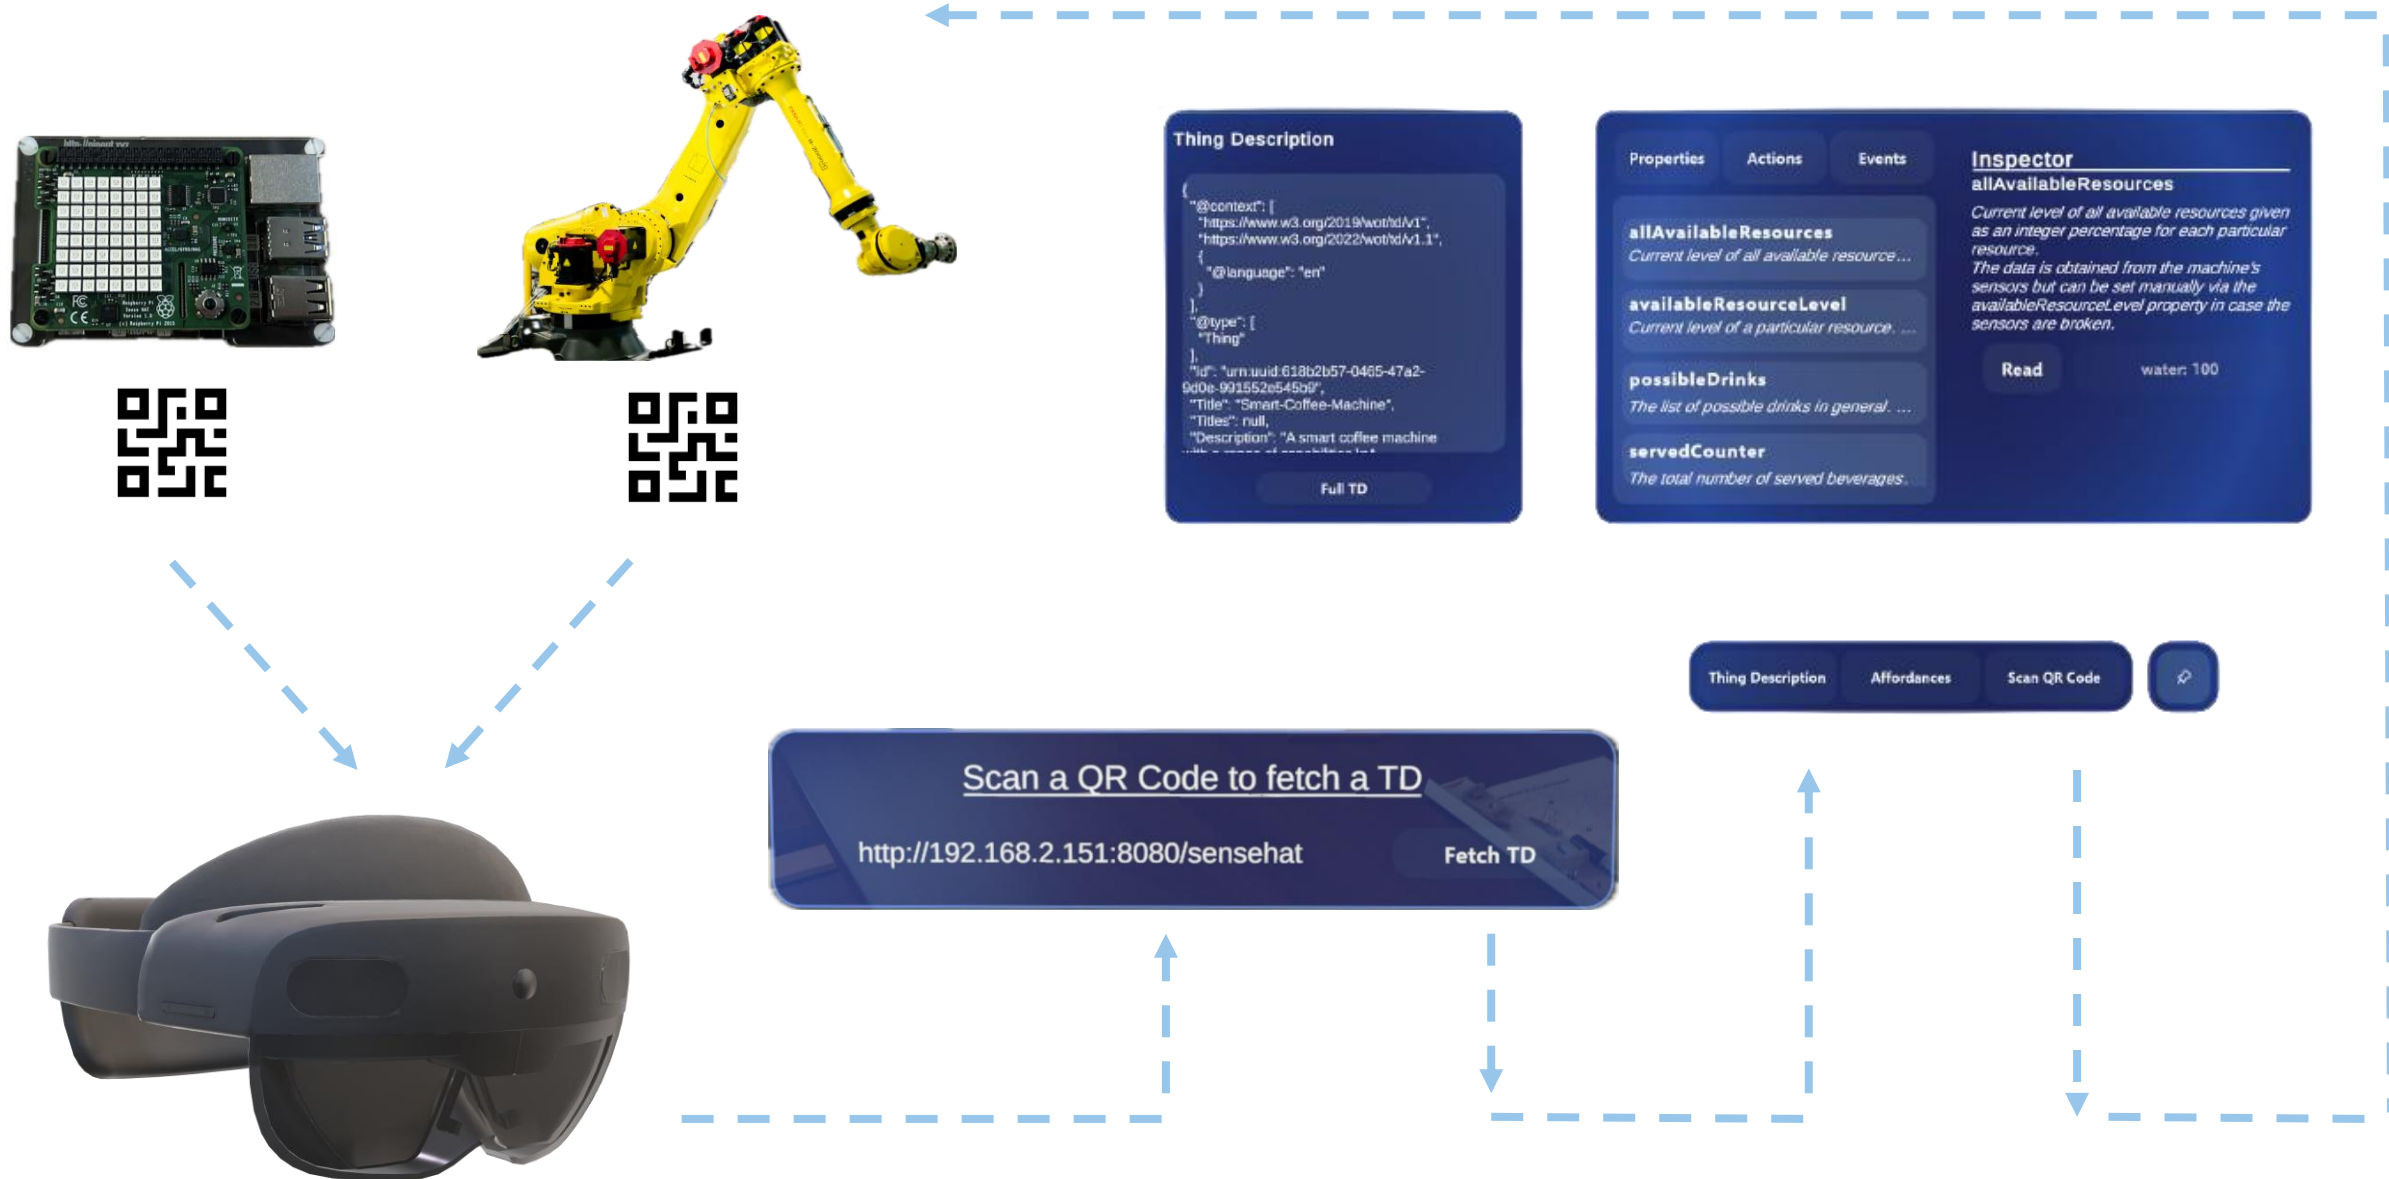 Thing Description
{
"@context": [
"https://www.w3.org/2019/wot/td/v1",
"https://www.w3.org/2022/wot/td/v1.1",
{
"@language": "en"
}
],
"@type": [
"Thing"
],
"id": "urn:uuid:618b2b57-0465-47a2-
9d0e-991552e545b9",
"Title": "Smart-Coffee-Machine",
"Titles": null,
"Description": "A smart coffee machine
with a range of capabilities
Full TD
Properties Actions Events
allAvailableResources
Current level of all available resource...
availableResourceLevel
Current level of a particular resource. ...
possibleDrinks
The list of possible drinks in general. ...
servedCounter
The total number of served beverages.
Inspector
allAvailableResources
Current level of all available resources given
as an integer percentage for each particular
resource.
The data is obtained from the machine's
sensors but can be set manually via the
availableResourceLevel property in case the
sensors are broken.
Read water: 100
Thing Description Affordances Scan QR Code
Scan a QR Code to fetch a TD
http://192.168.2.151:8080/sensehat Fetch TD